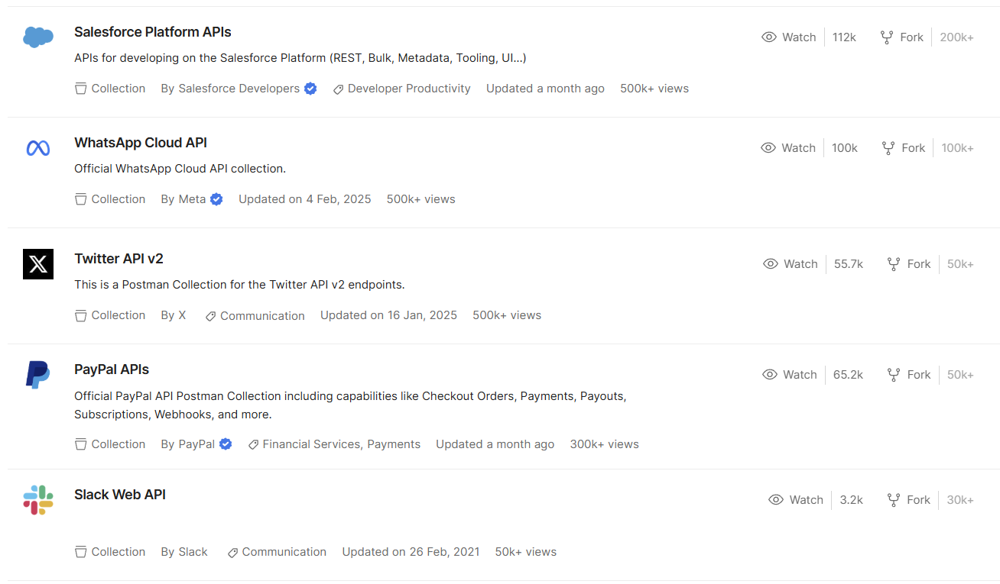 Salesforce Platform APIs
Watch 112k Fork 200k+
APIs for developing on the Salesforce Platform (REST, Bulk, Metadata, Tooling, UI...)
Collection By Salesforce Developers Developer Productivity Updated a month ago 500k+ views
WhatsApp Cloud API
Watch 100k Fork 100k+
Official WhatsApp Cloud API collection.
Collection By Meta Updated on 4 Feb, 2025 500k+ views
Twitter API v2
Watch 55.7k Fork 50k+
This is a Postman Collection for the Twitter API v2 endpoints.
Collection By X Communication Updated on 16 Jan, 2025 500k+ views
PayPal APIs
Watch 65.2k Fork 50k+
Official PayPal API Postman Collection including capabilities like Checkout Orders, Payments, Payouts,
Subscriptions, Webhooks, and more.
Collection By PayPal Financial Services, Payments Updated a month ago 300k+ views
Slack Web API
Watch 3.2k Fork 30k+
Collection By Slack Communication Updated on 26 Feb, 2021 50k+ views